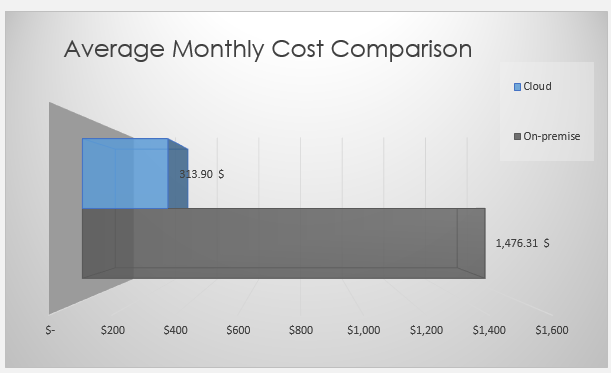 Average Monthly Cost Comparison
Cloud
On-premise
313.90 $
1,476.31 $
$- $200 $400 $600 $800 $1,000 $1,200 $1,400 $1,600